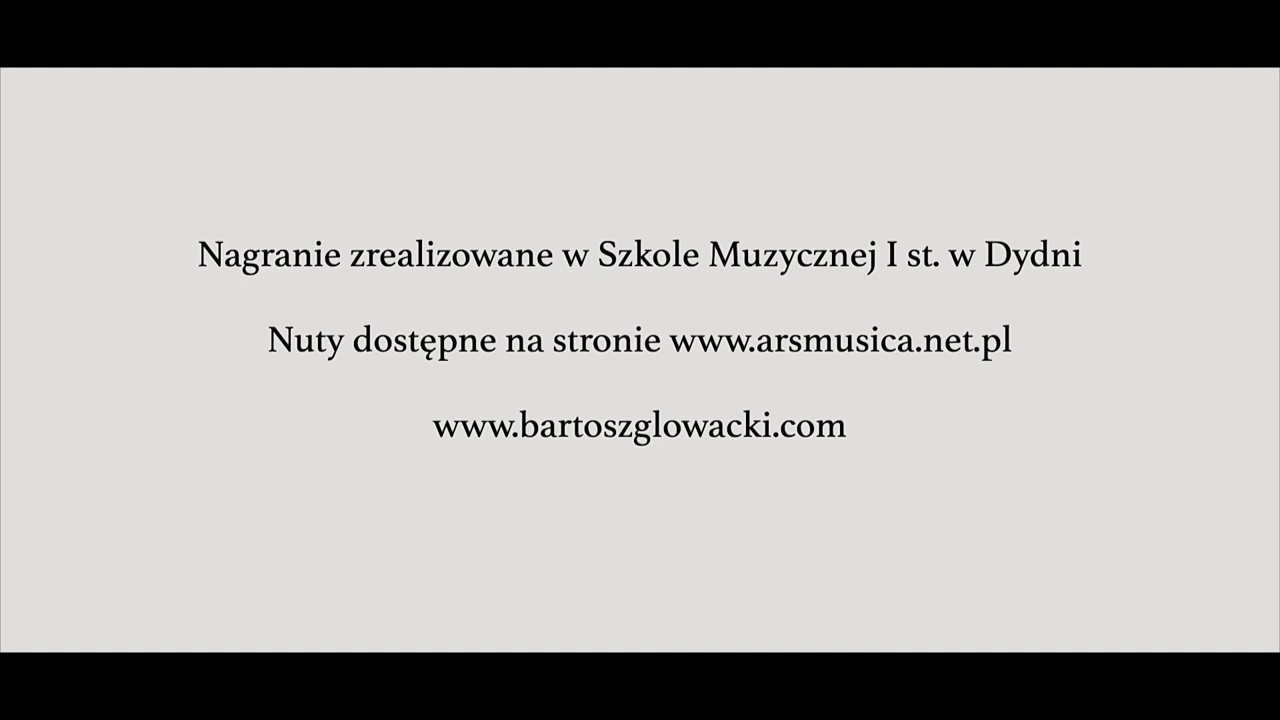 Nagranie zrealizowane w Szkole Muzycznej I st. w Dydni
Nuty dostępne na stronie www.arsmusica.net.pl
www.bartoszglowacki.com